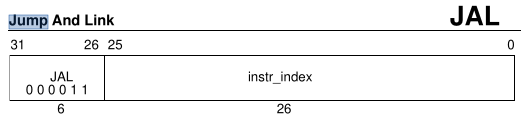 Jump And Link JAL
31 26 25 0
JAL instr_index
0 0 0 0 1 1
6 26